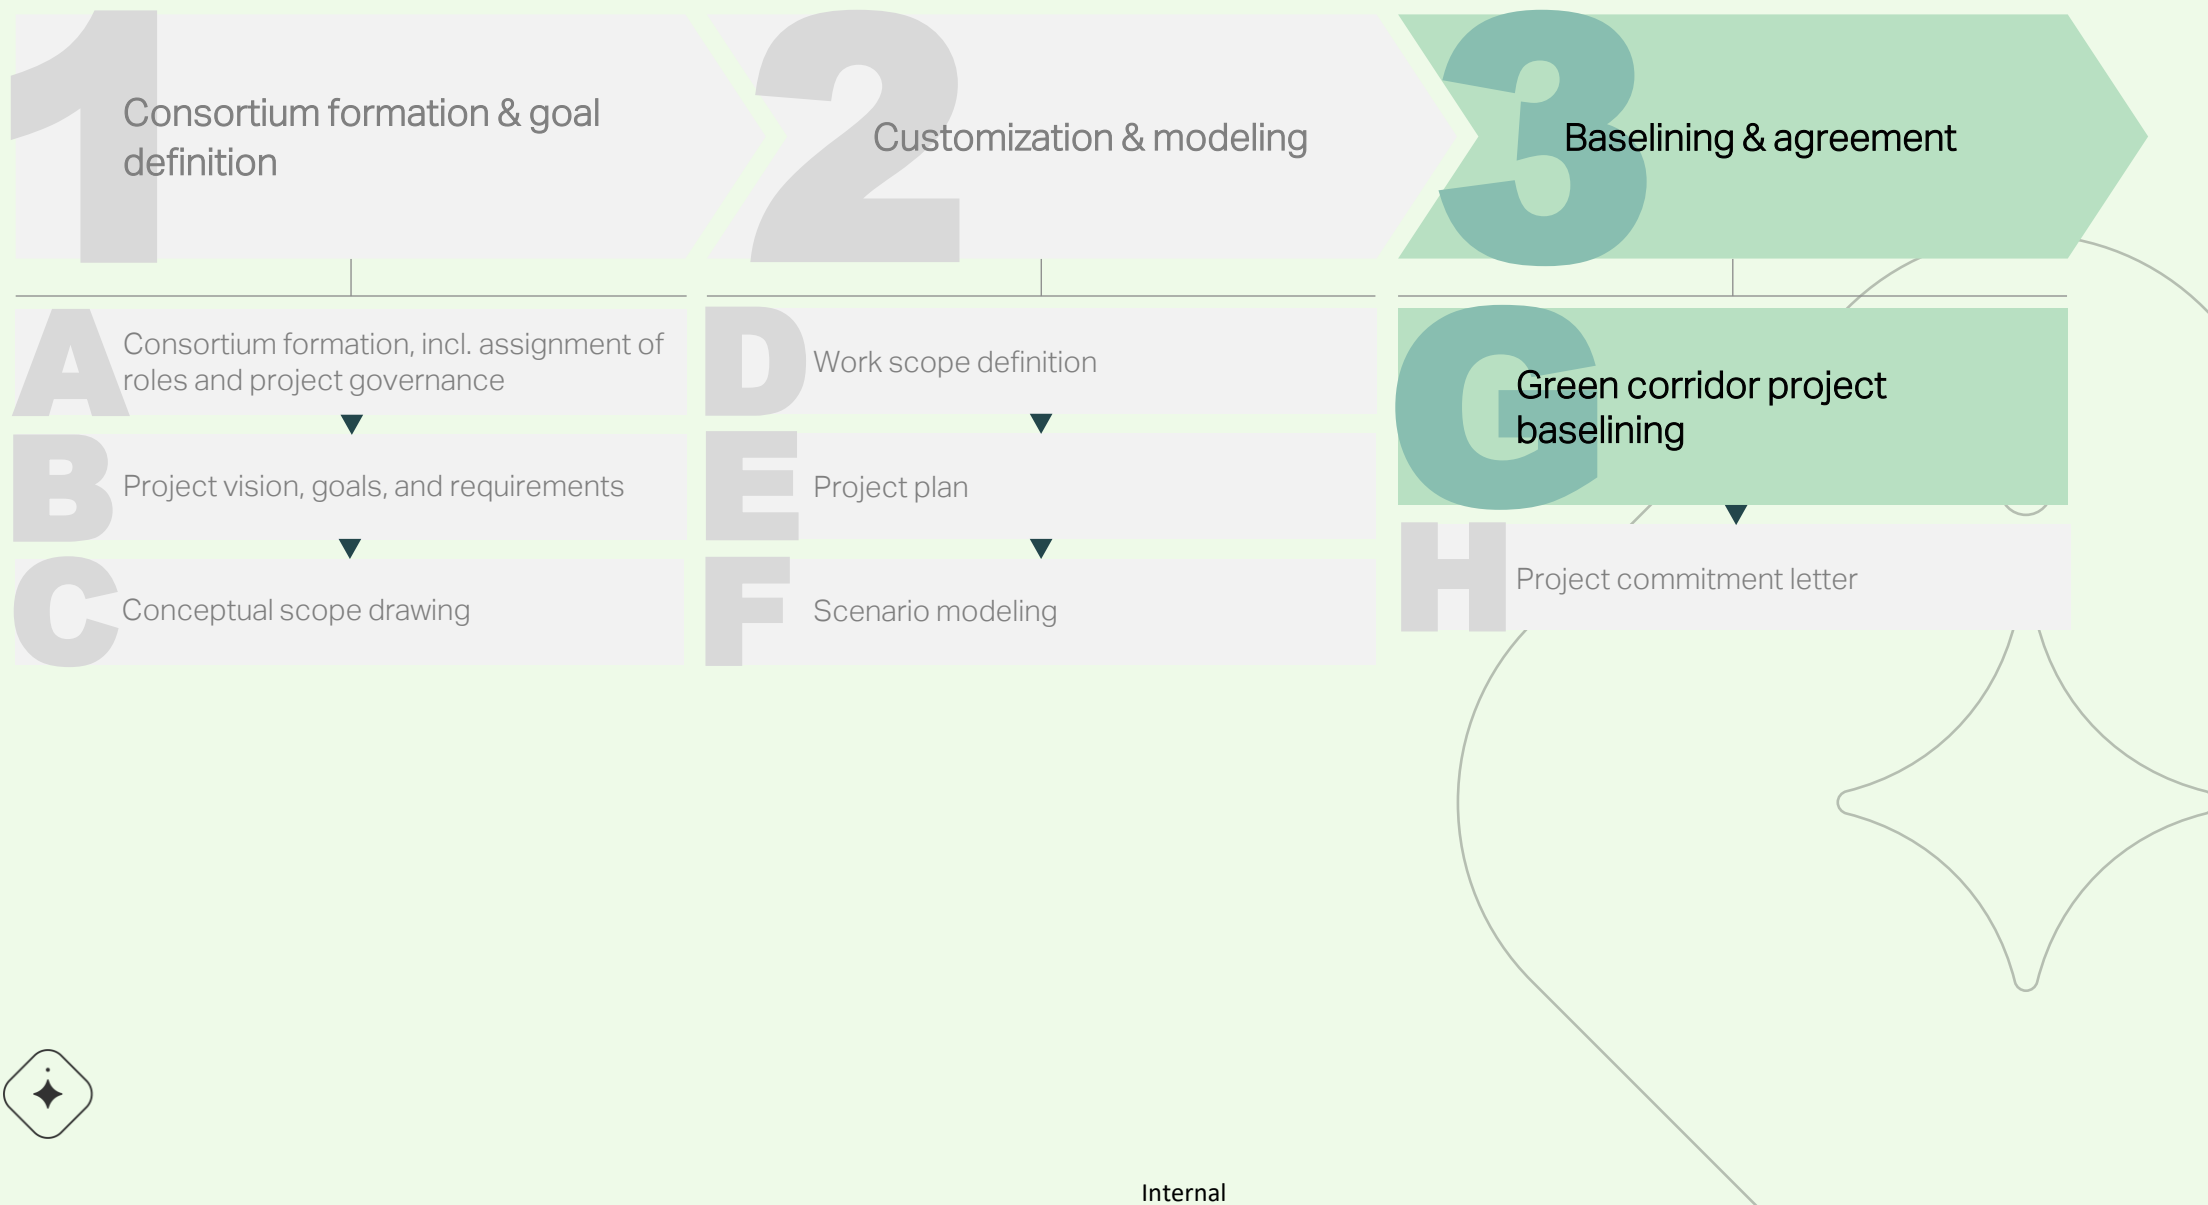 1
Consortium formation & goal
definition
2
Customization & modeling
3
Baselining & agreement
A
Consortium formation, incl. assignment of
roles and project governance
B
Project vision, goals, and requirements
C
Conceptual scope drawing
D
Work scope definition
E
Project plan
F
Scenario modeling
G
Green corridor project
baselining
H
Project commitment letter
Internal